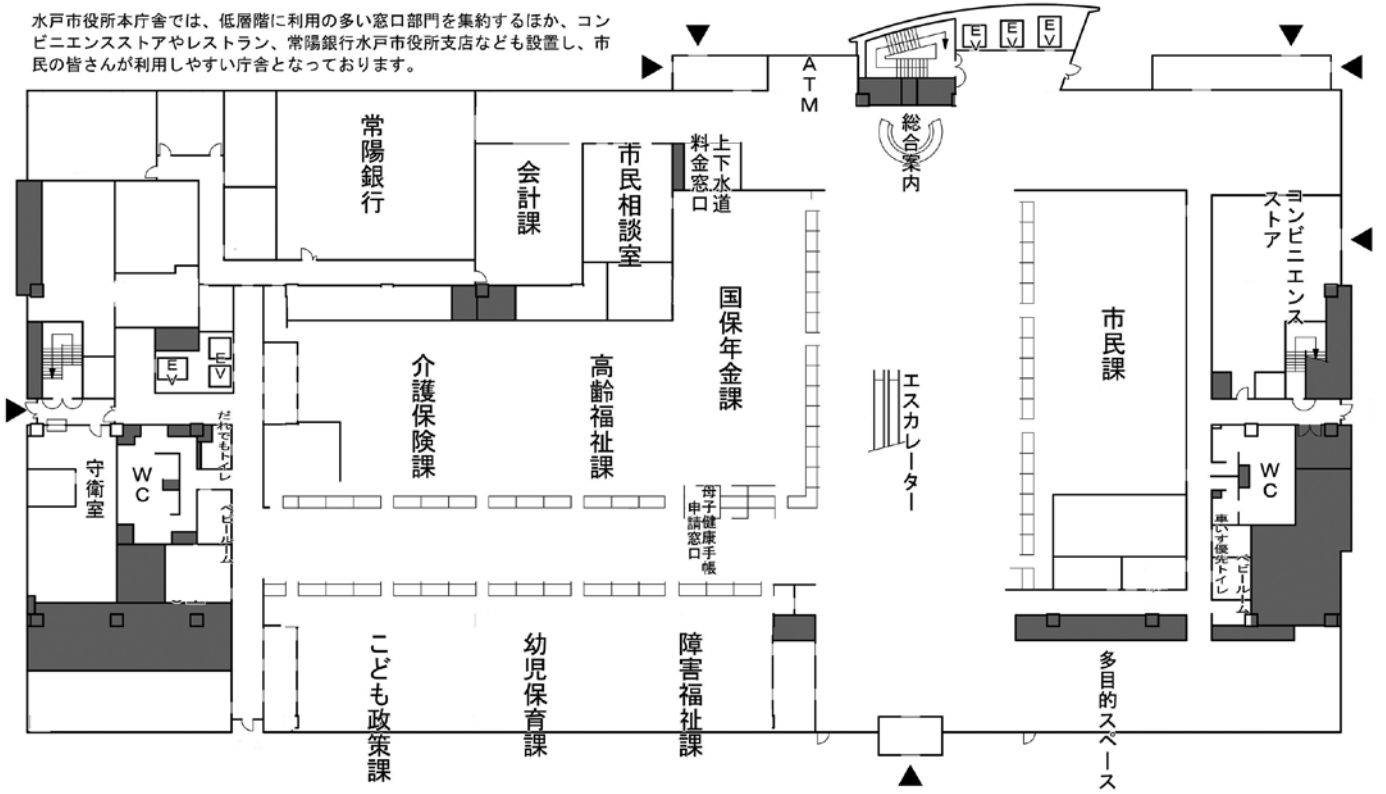 水戸市役所本庁舎では、低層階に利用の多い窓口部門を集約するほか、コン
ビニエンスストアやレストラン、常陽銀行水戸市役所支店なども設置し、市
民の皆さんが利用しやすい庁舎となっております。
EV
EV
EV
ATM
総合案内
常陽銀行
会計課
市民相談室
上下水道
料金窓口
コンビニエンス
ストア
国保年金課
市民課
介護保険課
高齢福祉課
エスカレーター
EV
EV
だれでもトイレ
守衛室
WC
ベビールーム
母子健康手帳
申請窓口
WC
車いす優先トイレ
ベビールーム
こども政策課
幼児保育課
障害福祉課
多目的スペース